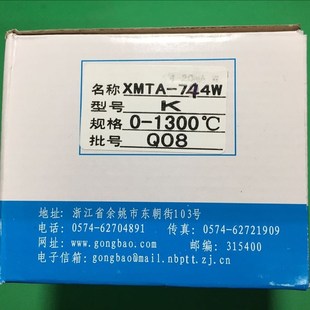 名称 XMTA-744W
型号 K
规格 0-1300℃
批号 Q08
地址：浙江省余姚市东朝街103号
电话：0574-62704891 传真：0574-62721909
网址：www.gongbao.com 邮编：315400
电子信箱：gongbao@mail.nbptt.zj.cn